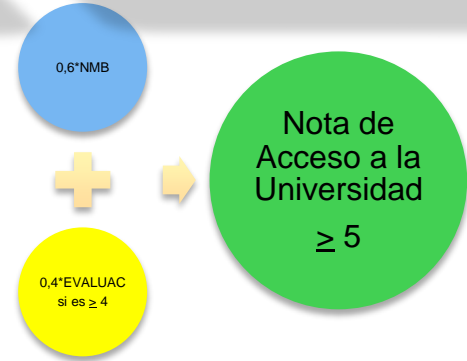 0,6*NMB
0,4*EVALUAC
si es ≥ 4
Nota de
Acceso a la
Universidad
≥ 5